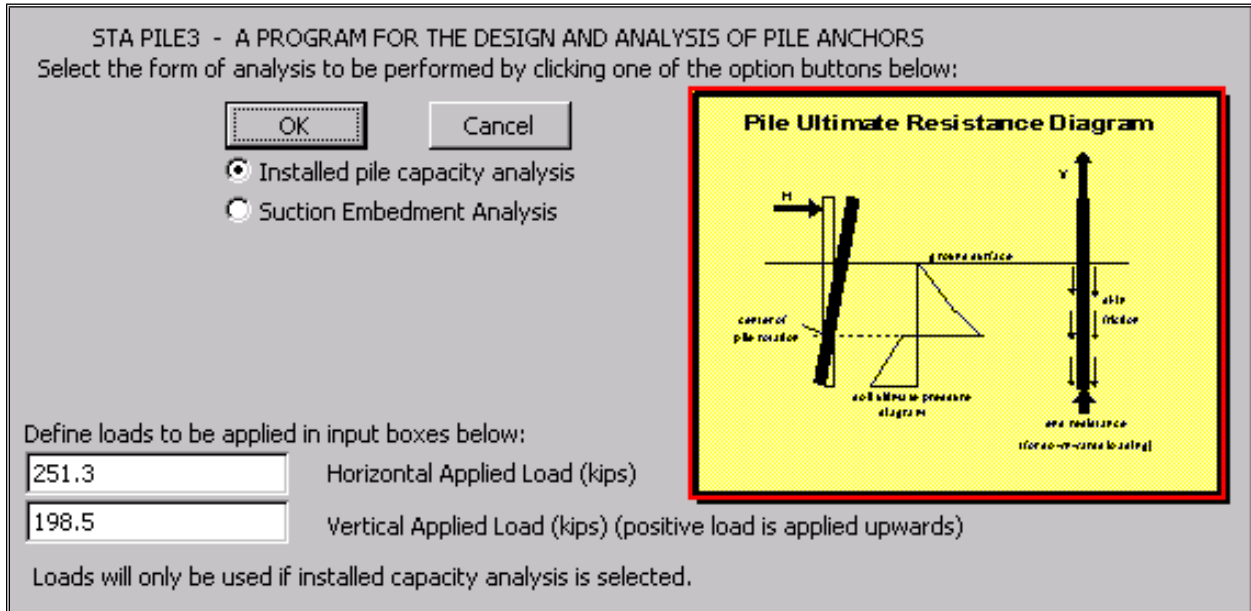 STA PILE3 - A PROGRAM FOR THE DESIGN AND ANALYSIS OF PILE ANCHORS
Select the form of analysis to be performed by clicking one of the option buttons below:
OK
Cancel
Installed pile capacity analysis
Suction Embedment Analysis
Pile Ultimate Resistance Diagram
H
V
ground surface
skin
friction
center of
pile rotation
soil ultimate pressure
diagram
end resistance
Define loads to be applied in input boxes below:
251.3
Horizontal Applied Load (kips)
198.5
Vertical Applied Load (kips) (positive load is applied upwards)
Loads will only be used if installed capacity analysis is selected.